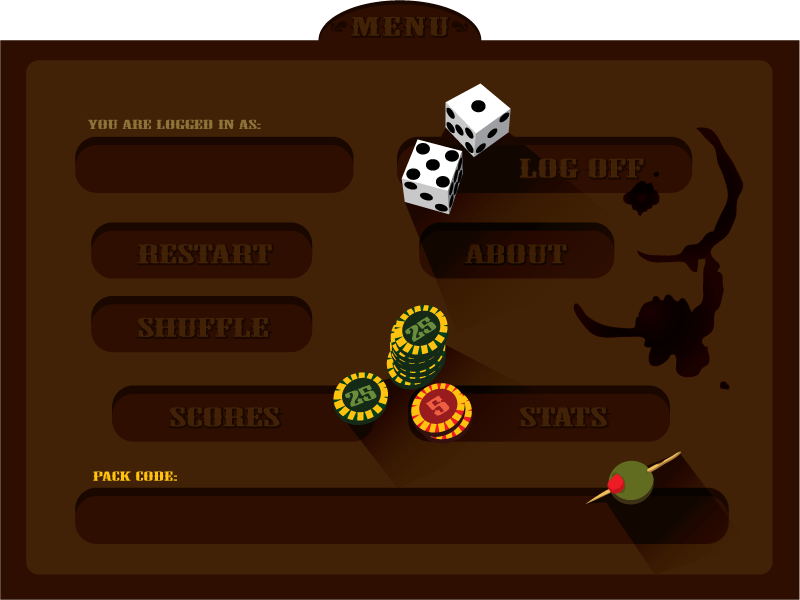 MENU
YOU ARE LOGGED IN AS:
LOG OFF
RESTART
ABOUT
SHUFFLE
25
25
5
SCORES
STATS
PACK CODE: